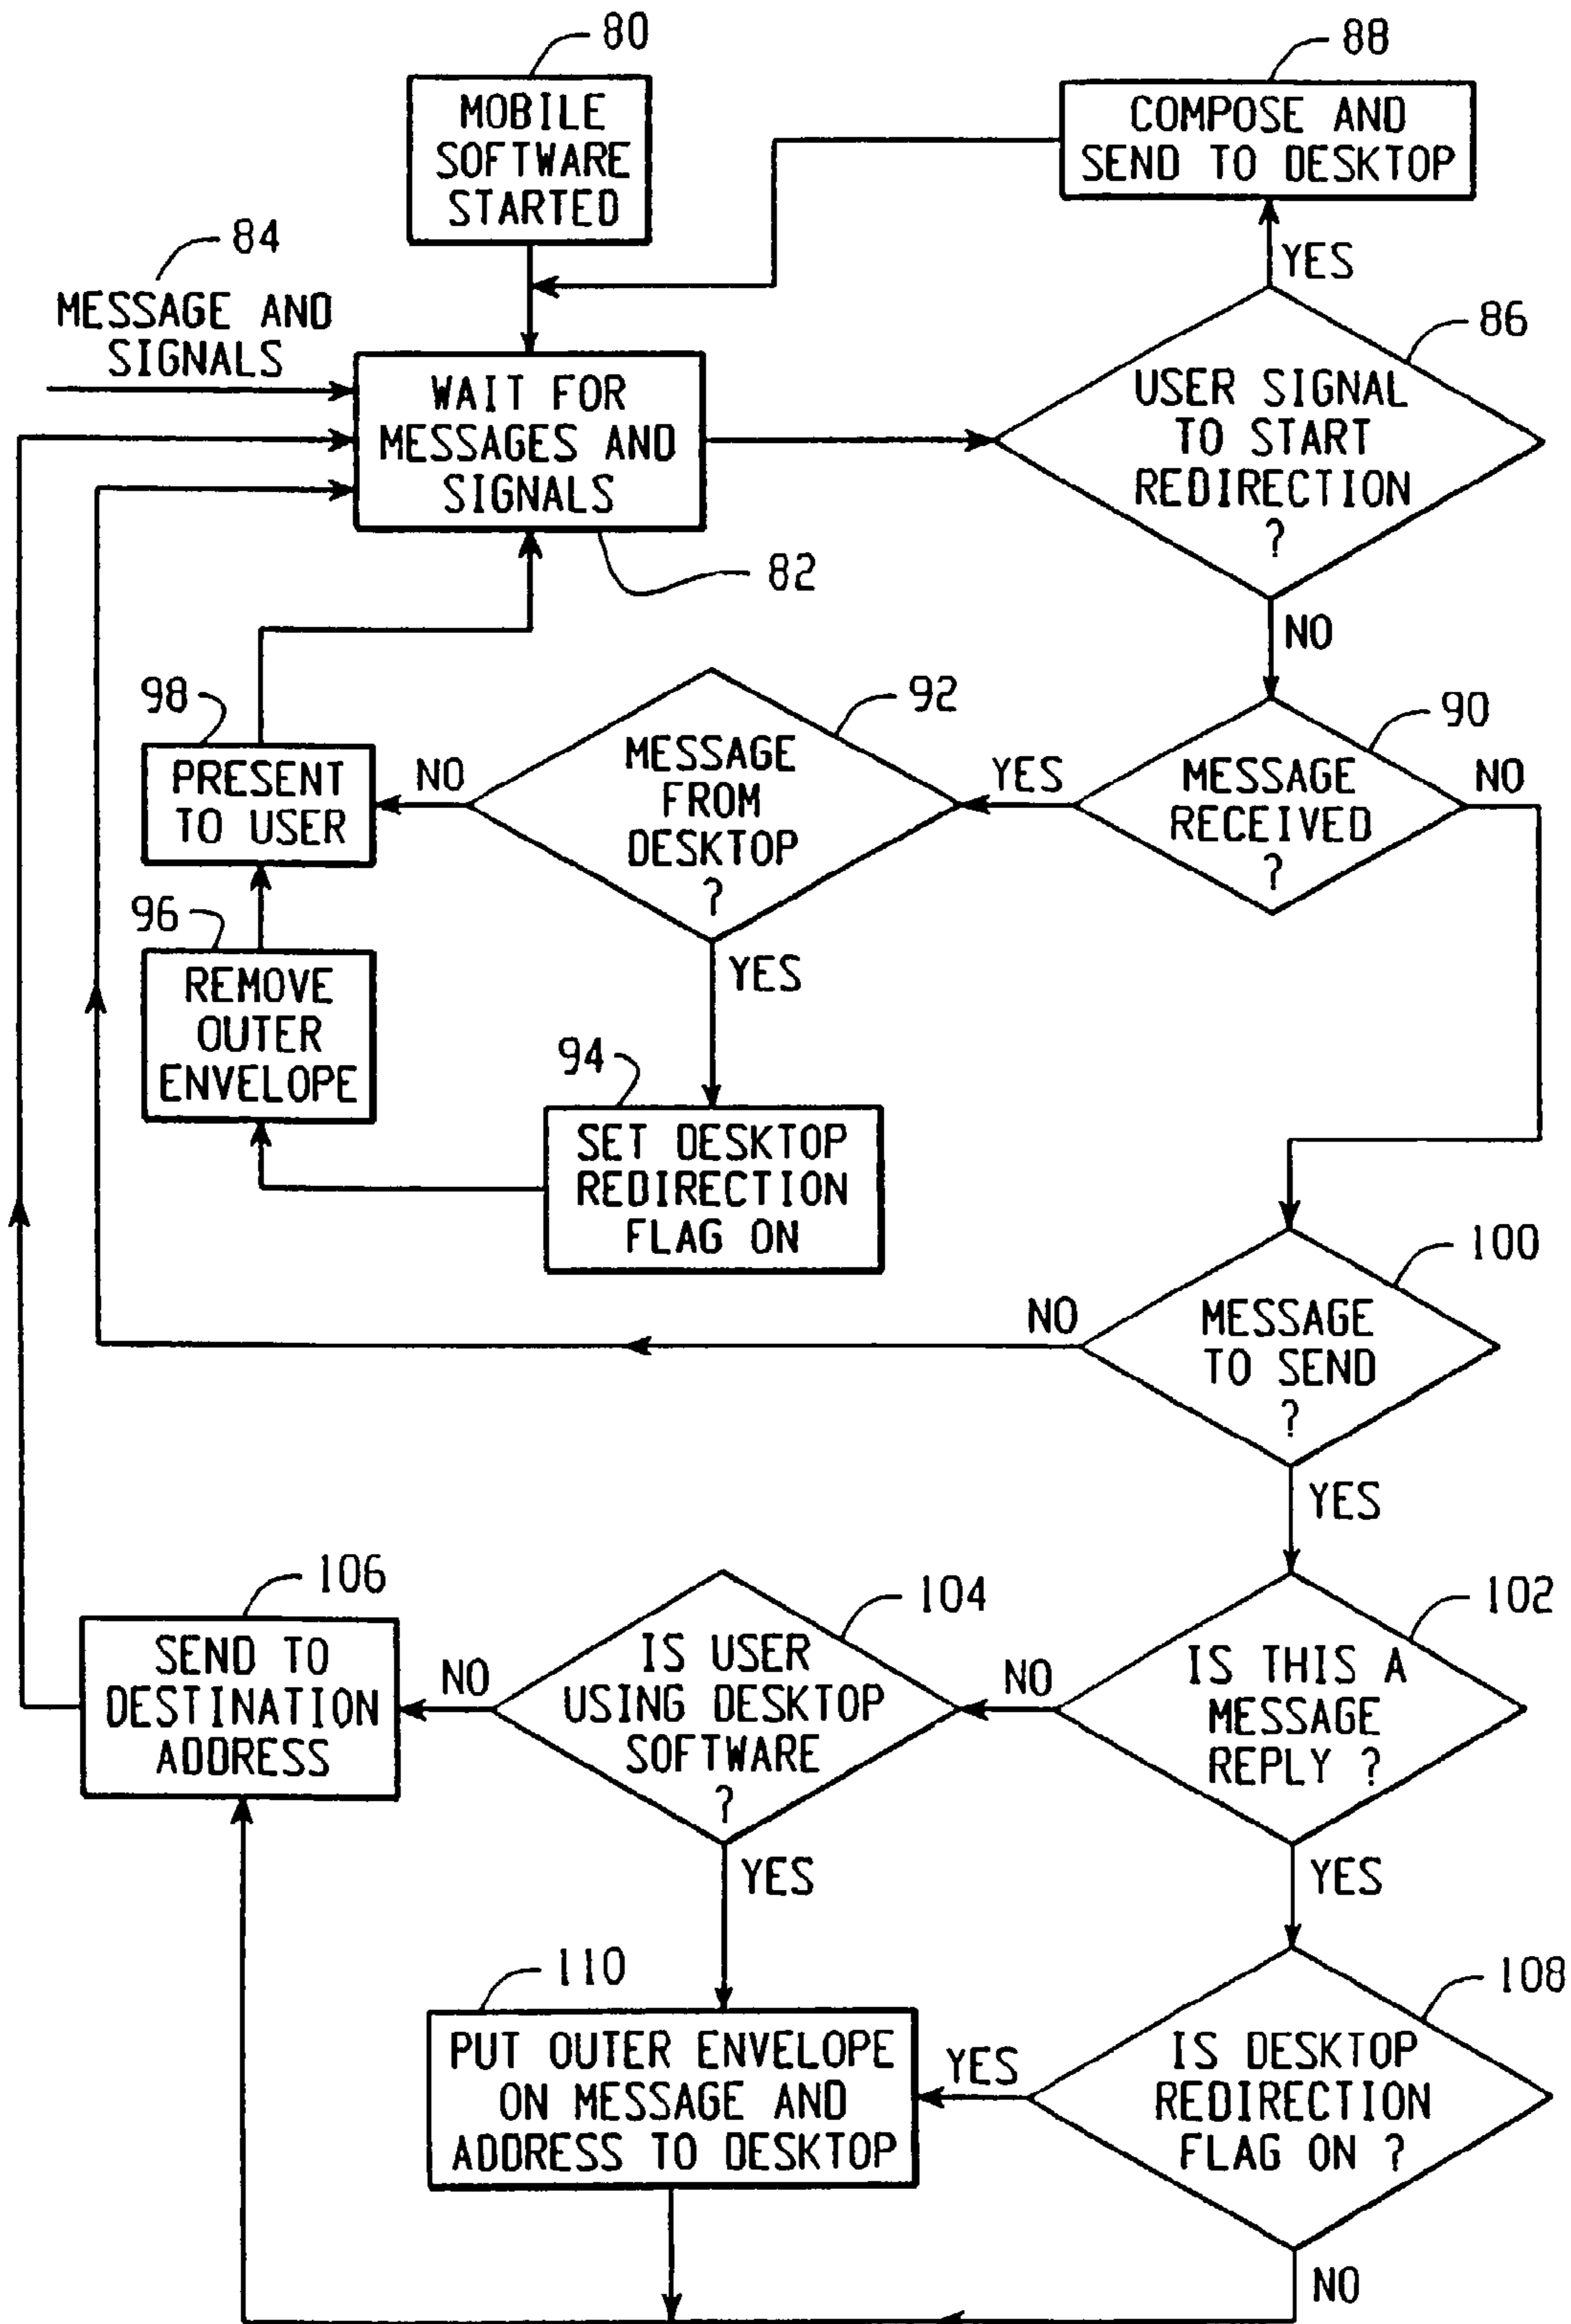 80
MOBILE
SOFTWARE
STARTED
88
COMPOSE AND
SEND TO DESKTOP
84
MESSAGE AND
SIGNALS
YES
86
WAIT FOR
MESSAGES AND
SIGNALS
82
USER SIGNAL
TO START
REDIRECTION
?
NO
98
PRESENT
TO USER
NO
92
MESSAGE
FROM
DESKTOP
?
YES
90
MESSAGE
RECEIVED
?
NO
96
REMOVE
OUTER
ENVELOPE
YES
94
SET DESKTOP
REDIRECTION
FLAG ON
100
NO
MESSAGE
TO SEND
?
YES
106
SEND TO
DESTINATION
ADDRESS
NO
104
IS USER
USING DESKTOP
SOFTWARE
?
NO
102
IS THIS A
MESSAGE
REPLY ?
YES
YES
110
PUT OUTER ENVELOPE
ON MESSAGE AND
ADDRESS TO DESKTOP
YES
108
IS DESKTOP
REDIRECTION
FLAG ON ?
NO